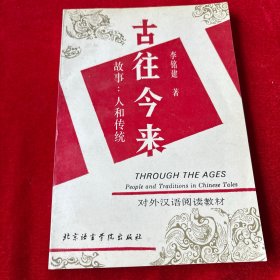 古往今来
故事：人和传统
李铭建 著
THROUGH THE AGES
People and Traditions in Chinese Tales
对外汉语阅读教材
北京语言学院出版社